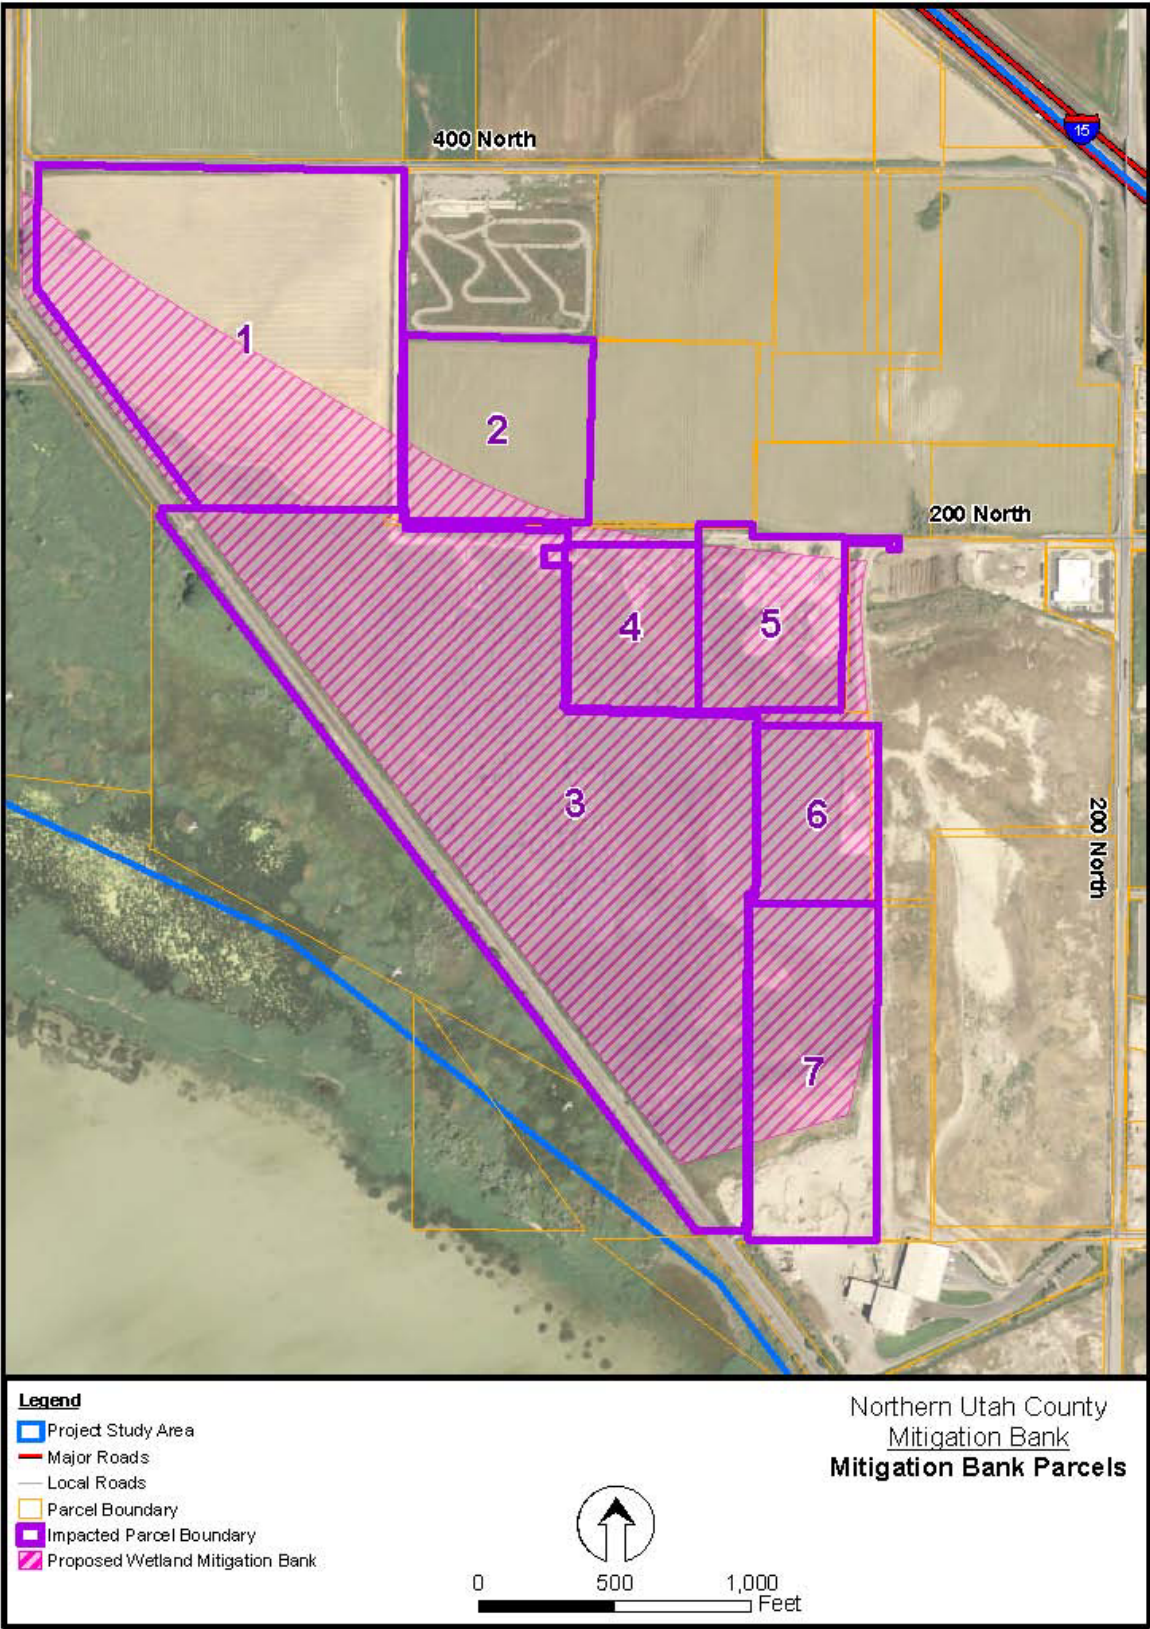 400 North
15
1
2
200 North
4
5
3
6
200 North
7
Legend
Project Study Area
Major Roads
Local Roads
Parcel Boundary
Impacted Parcel Boundary
Proposed Wetland Mitigation Bank
Northern Utah County
Mitigation Bank
Mitigation Bank Parcels
0 500 1,000
Feet